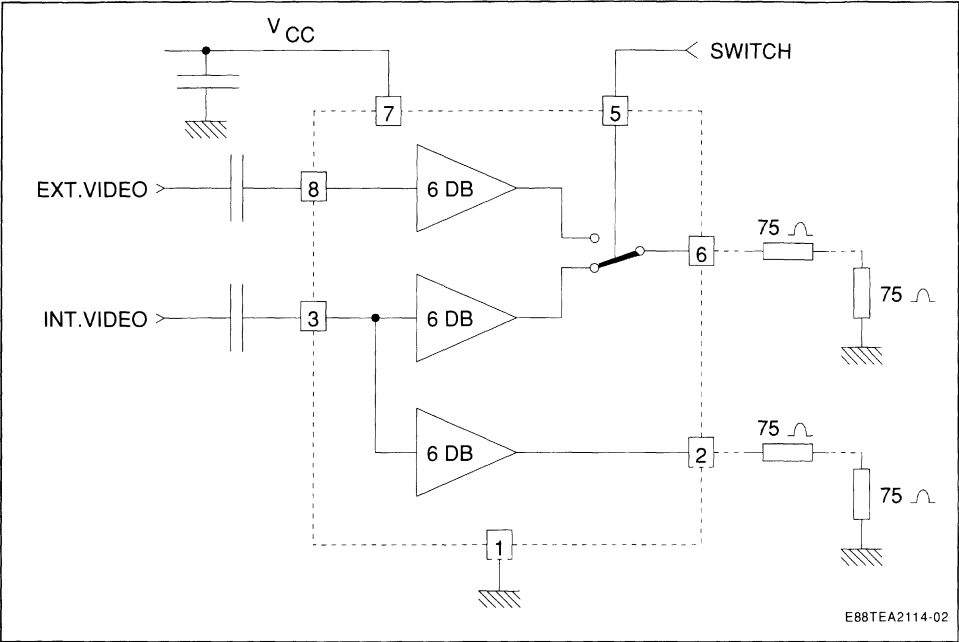 V CC
SWITCH
7
5
EXT.VIDEO
8
6 DB
75 Ω
6
75 Ω
INT.VIDEO
3
6 DB
75 Ω
6 DB
2
75 Ω
1
E88TEA2114-02